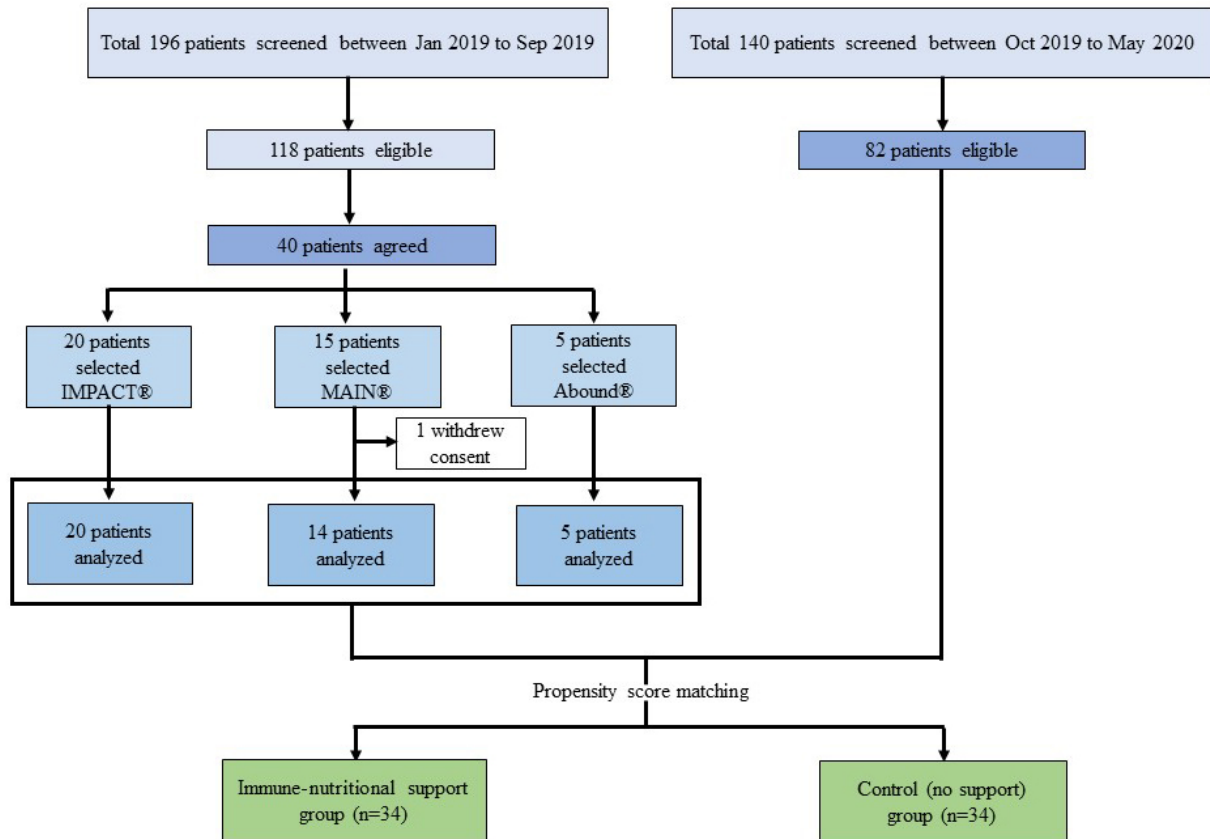 Total 196 patients screened between Jan 2019 to Sep 2019
Total 140 patients screened between Oct 2019 to May 2020
118 patients eligible
82 patients eligible
40 patients agreed
20 patients
selected
IMPACT®
15 patients
selected
MAIN®
5 patients
selected
Abound®
1 withdrew
consent
20 patients
analyzed
14 patients
analyzed
5 patients
analyzed
Propensity score matching
Immune-nutritional support
group (n=34)
Control (no support)
group (n=34)